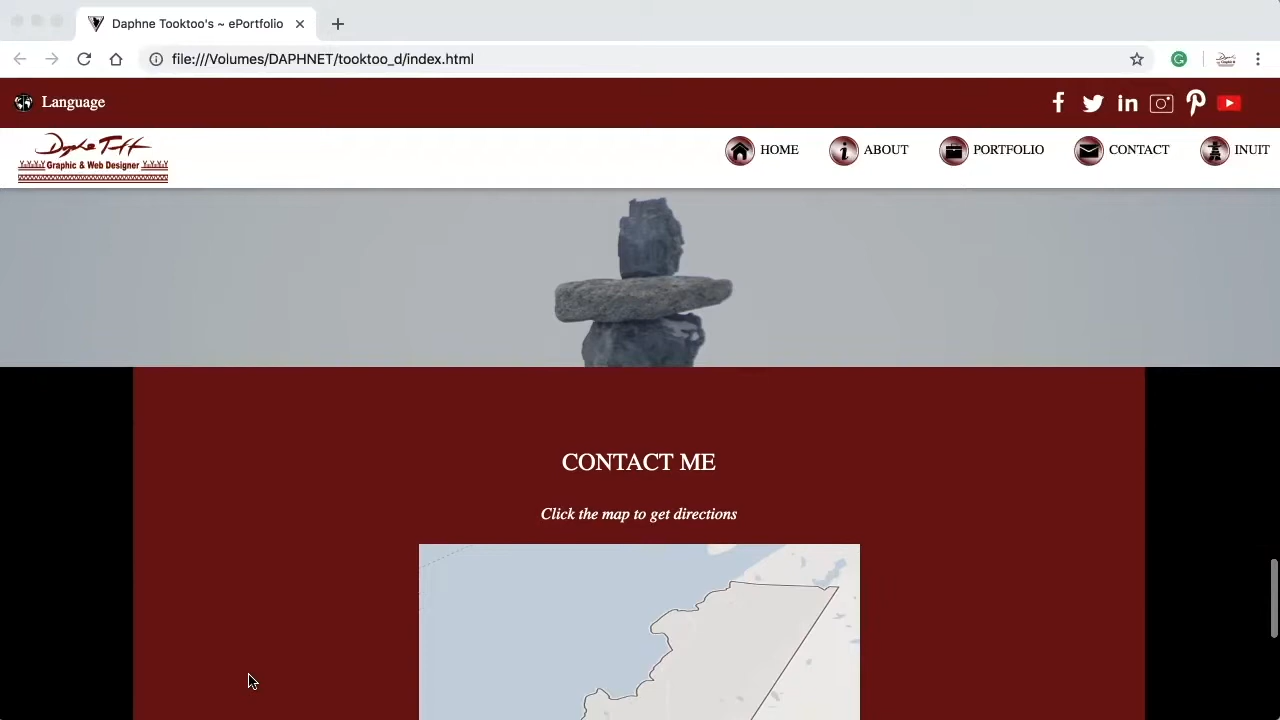 Daphne Tooktoo's ~ ePortfolio
file:///Volumes/DAPHNET/tooktoo_d/index.html
Language
Graphic & Web Designer
HOME
ABOUT
PORTFOLIO
CONTACT
INUIT
CONTACT ME
Click the map to get directions